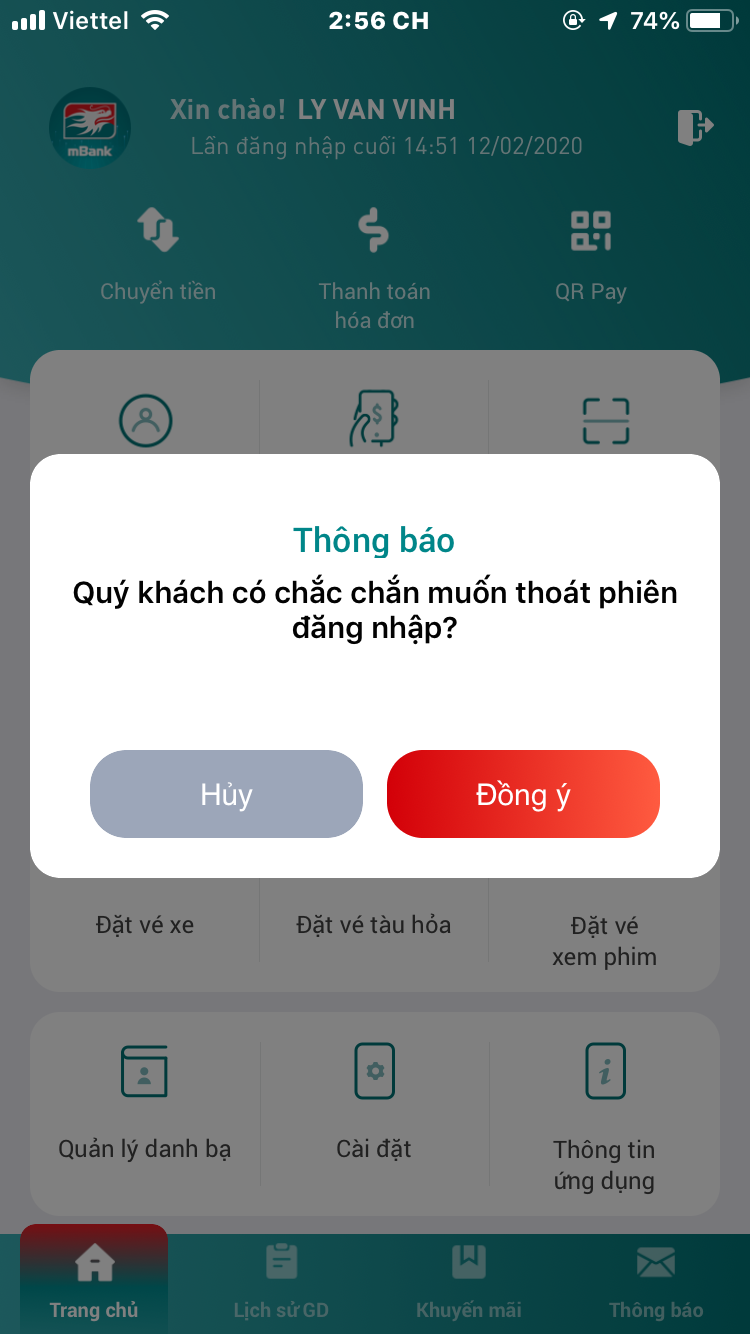 Viettel 2:56 CH 74%
Xin chào! LY VAN VINH
mBank
Lần đăng nhập cuối 14:51 12/02/2020
Chuyển tiền Thanh toán hóa đơn QR Pay
Thông báo
Quý khách có chắc chắn muốn thoát phiên
đăng nhập?
Hủy Đồng ý
Đặt vé xe Đặt vé tàu hỏa Đặt vé xem phim
Quản lý danh bạ Cài đặt Thông tin ứng dụng
Trang chủ Lịch sử GD Khuyến mãi Thông báo